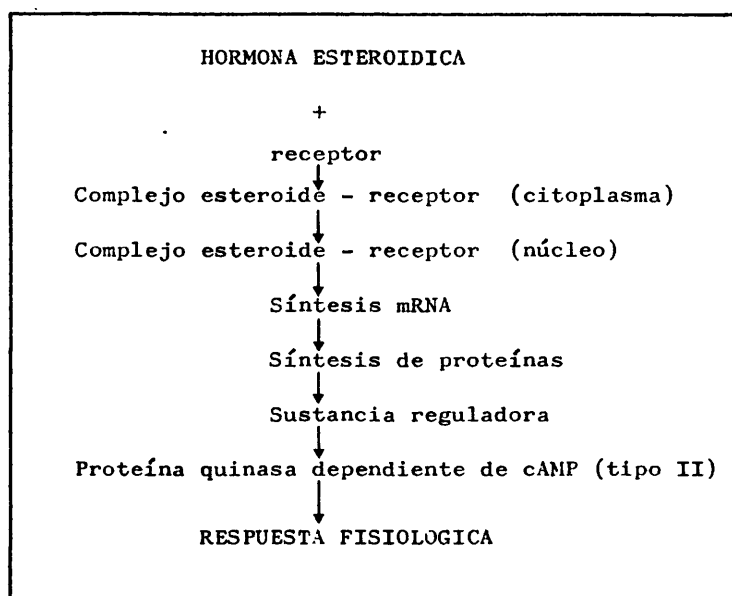 HORMONA ESTEROIDICA
+
receptor
Complejo esteroide - receptor (citoplasma)
Complejo esteroide - receptor (núcleo)
Síntesis mRNA
Síntesis de proteínas
Sustancia reguladora
Proteína quinasa dependiente de cAMP (tipo II)
RESPUESTA FISIOLOGICA